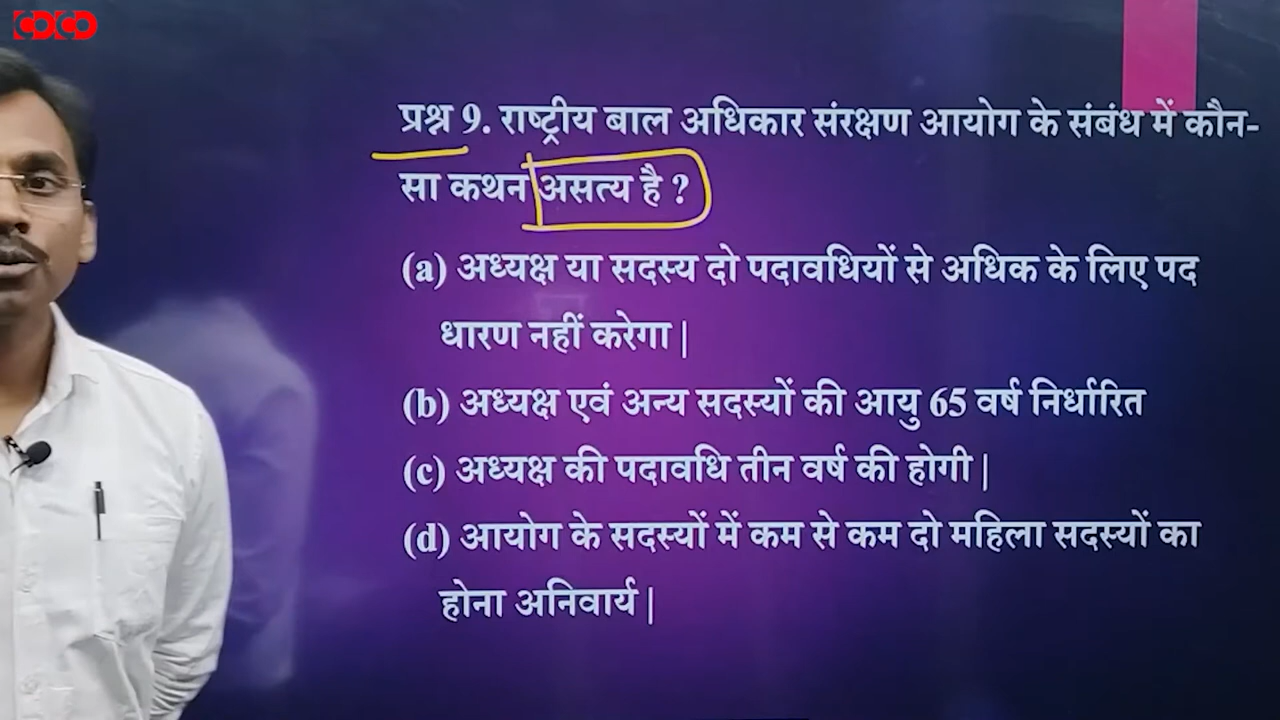 COCO
प्रश्न 9. राष्ट्रीय बाल अधिकार संरक्षण आयोग के संबंध में कौन-
सा कथन असत्य है ?
(a) अध्यक्ष या सदस्य दो पदावधियों से अधिक के लिए पद
धारण नहीं करेगा |
(b) अध्यक्ष एवं अन्य सदस्यों की आयु 65 वर्ष निर्धारित
(c) अध्यक्ष की पदावधि तीन वर्ष की होगी |
(d) आयोग के सदस्यों में कम से कम दो महिला सदस्यों का
होना अनिवार्य |